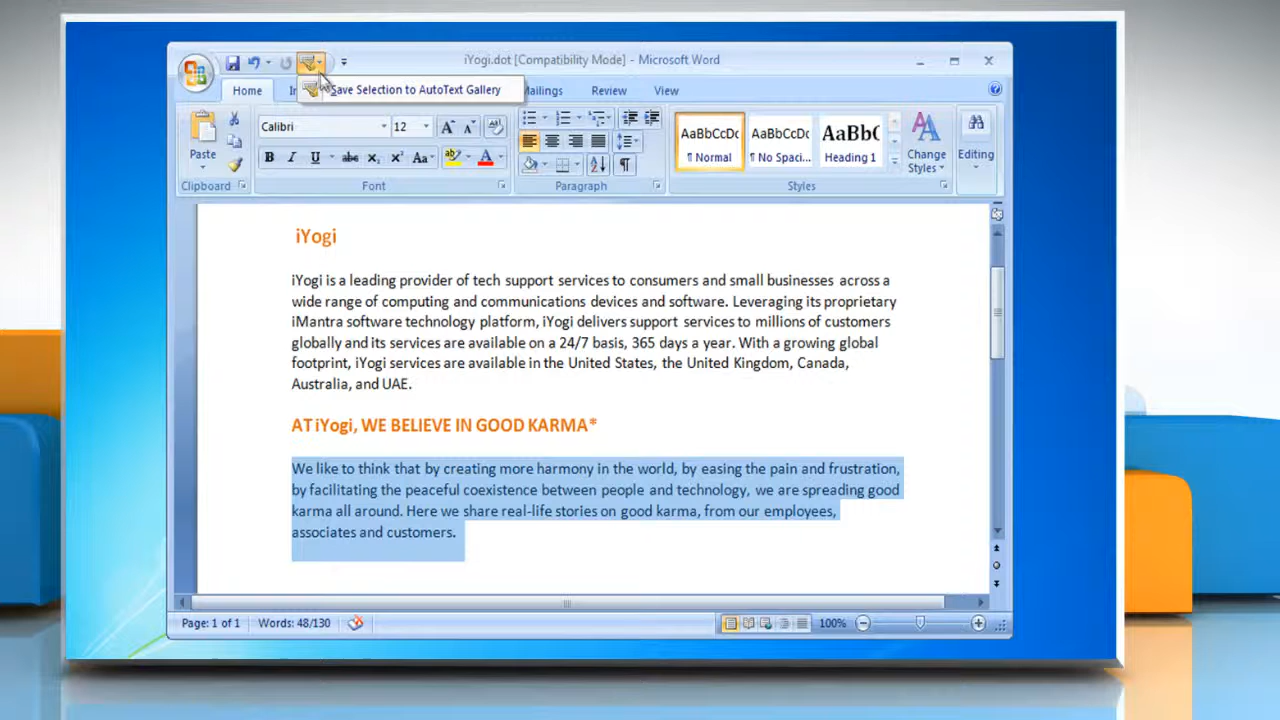 iYogi.dot [Compatibility Mode] - Microsoft Word
Save Selection to AutoText Gallery
Home
Mailings
Review
View
Paste
Clipboard
Calibri
12
B I U abc X₂ X² Aa
Font
Paragraph
AaBbCcDc
¶ Normal
AaBbCcDc
¶ No Spaci...
AaBbC
Heading 1
Change
Styles
Styles
Editing
iYogi
iYogi is a leading provider of tech support services to consumers and small businesses across a
wide range of computing and communications devices and software. Leveraging its proprietary
iMantra software technology platform, iYogi delivers support services to millions of customers
globally and its services are available on a 24/7 basis, 365 days a year. With a growing global
footprint, iYogi services are available in the United States, the United Kingdom, Canada,
Australia, and UAE.
AT iYogi, WE BELIEVE IN GOOD KARMA*
We like to think that by creating more harmony in the world, by easing the pain and frustration,
by facilitating the peaceful coexistence between people and technology, we are spreading good
karma all around. Here we share real-life stories on good karma, from our employees,
associates and customers.
Page: 1 of 1
Words: 48/130
100%